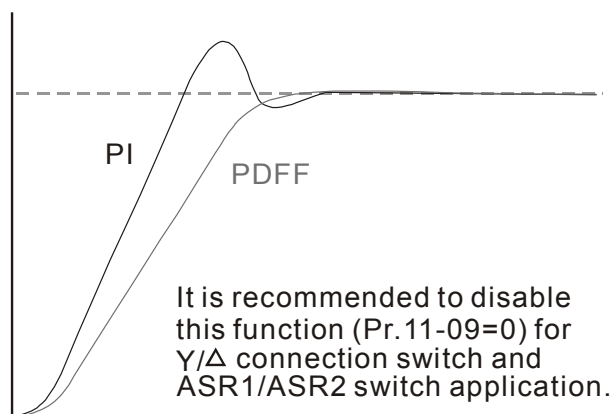 PI
PDFF
It is recommended to disable
this function (Pr.11-09=0) for
Y/△ connection switch and
ASR1/ASR2 switch application.